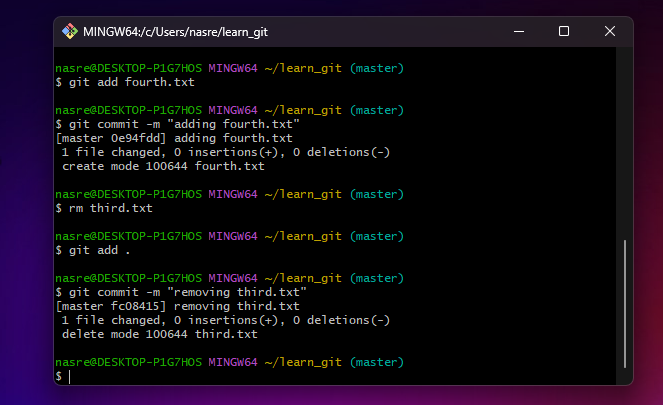 MINGW64:/c/Users/nasre/learn_git
nasre@DESKTOP-P1G7HOS MINGW64 ~/learn_git (master)
$ git add fourth.txt
nasre@DESKTOP-P1G7HOS MINGW64 ~/learn_git (master)
$ git commit -m "adding fourth.txt"
[master 0e94fdd] adding fourth.txt
 1 file changed, 0 insertions(+), 0 deletions(-)
 create mode 100644 fourth.txt
nasre@DESKTOP-P1G7HOS MINGW64 ~/learn_git (master)
$ rm third.txt
nasre@DESKTOP-P1G7HOS MINGW64 ~/learn_git (master)
$ git add .
nasre@DESKTOP-P1G7HOS MINGW64 ~/learn_git (master)
$ git commit -m "removing third.txt"
[master fc08415] removing third.txt
 1 file changed, 0 insertions(+), 0 deletions(-)
 delete mode 100644 third.txt
nasre@DESKTOP-P1G7HOS MINGW64 ~/learn_git (master)
$